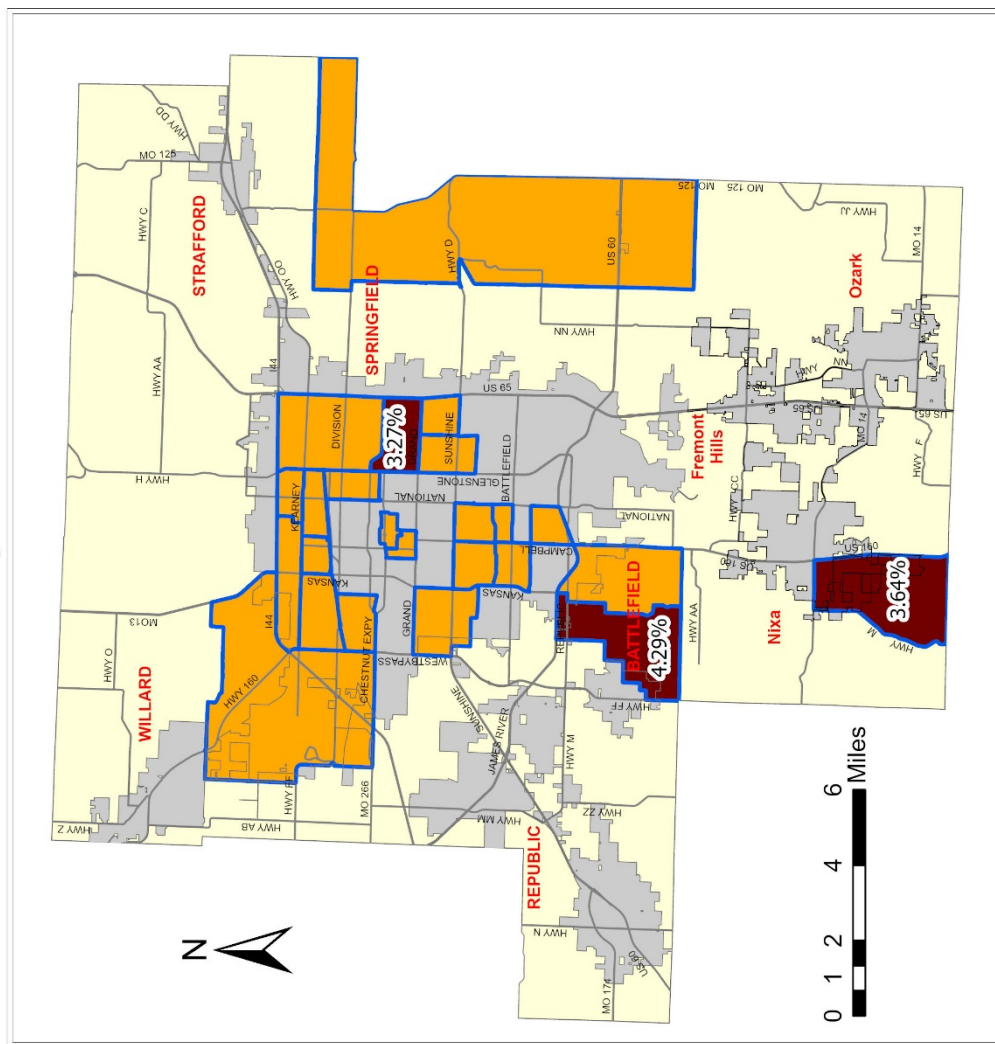 HWY DD
MO 125
HWY C
STRAFFORD
HWY OO
HWY AA
I44
SPRINGFIELD
HWY D
US 60
MO 125
MO 125
HWY JJ
MO 14
Ozark
HWY NN
NN
HWY
US 65
US 65
MO 14
US 65
HWY F
DIVISION
3.27%
SUNSHINE
HWY H
KEARNEY
GLENSTONE
NATIONAL
BATTLEFIELD
Fremont
Hills
HWY CC
NATIONAL
CAMPBELL
US 160
US 160
KANSAS
KANSAS
GRAND
MO13
I44
HWY O
WILLARD
HWY 160
CHESTNUT EXPY
WESTBYPASS
BATTLEFIELD
4.29%
HWY AA
Nixa
3.64%
HWY M
SUNSHINE
HWY FF
JAMES RIVER
HWY M
HWY Z
HWY AB
MO 266
HWY MM
HWY ZZ
REPUBLIC
HWY N
US 60
MO 174
N
0 1 2 4 6
Miles